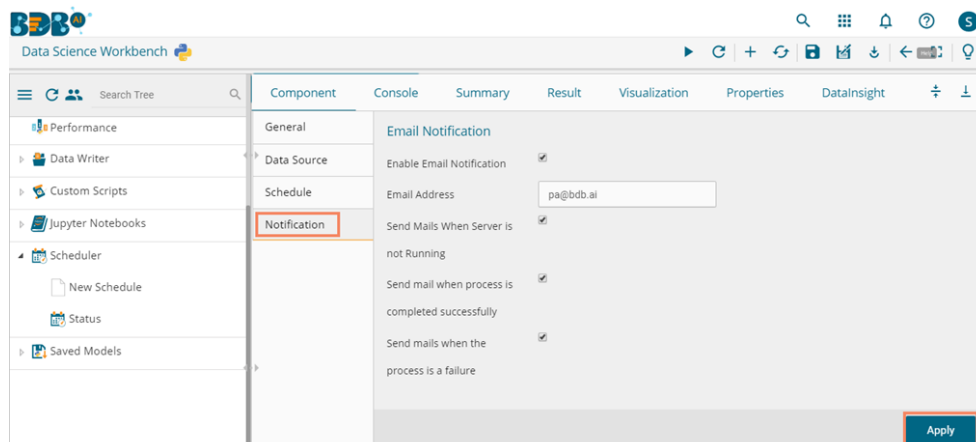 BDB AI
S
Data Science Workbench
Search Tree
Component
Console
Summary
Result
Visualization
Properties
DataInsight
Performance
Data Writer
Custom Scripts
Jupyter Notebooks
Scheduler
New Schedule
Status
Saved Models
General
Data Source
Schedule
Notification
Email Notification
Enable Email Notification
Email Address
pa@bdb.ai
Send Mails When Server is
not Running
Send mail when process is
completed successfully
Send mails when the
process is a failure
Apply